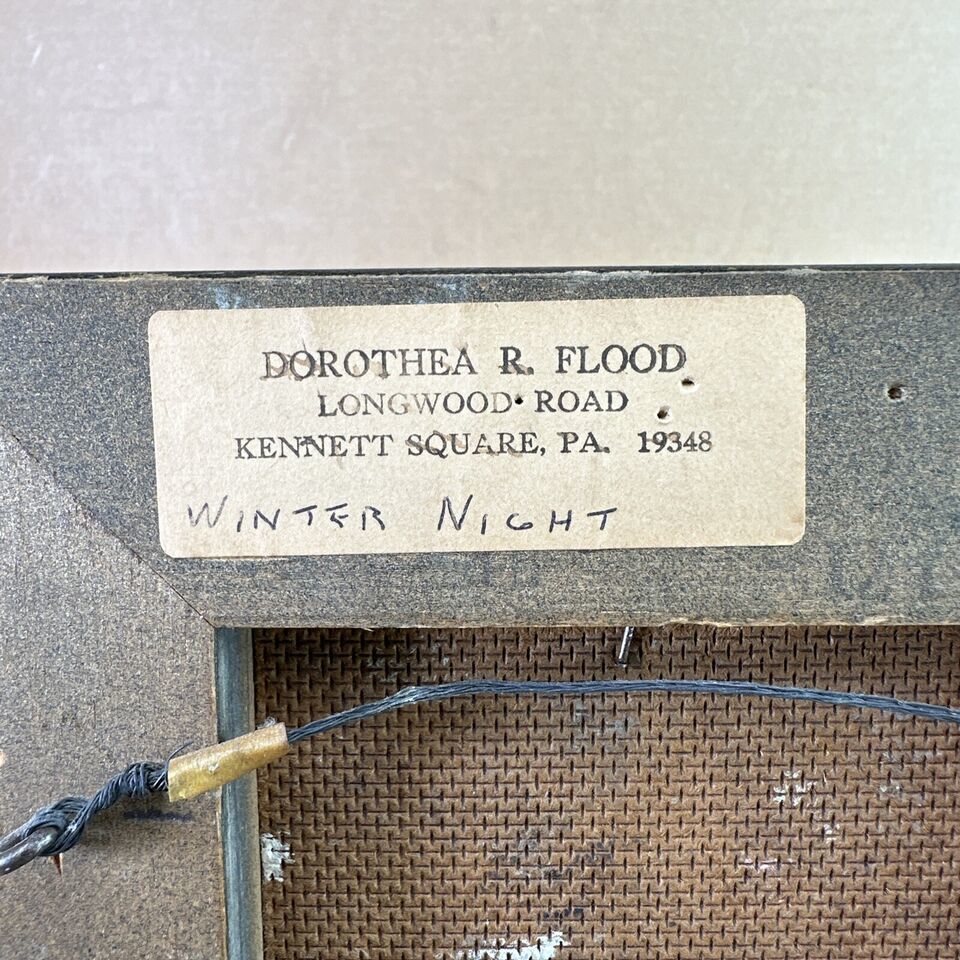 DOROTHEA R. FLOOD
LONGWOOD ROAD
KENNETT SQUARE, PA. 19348
WINTER NIGHT